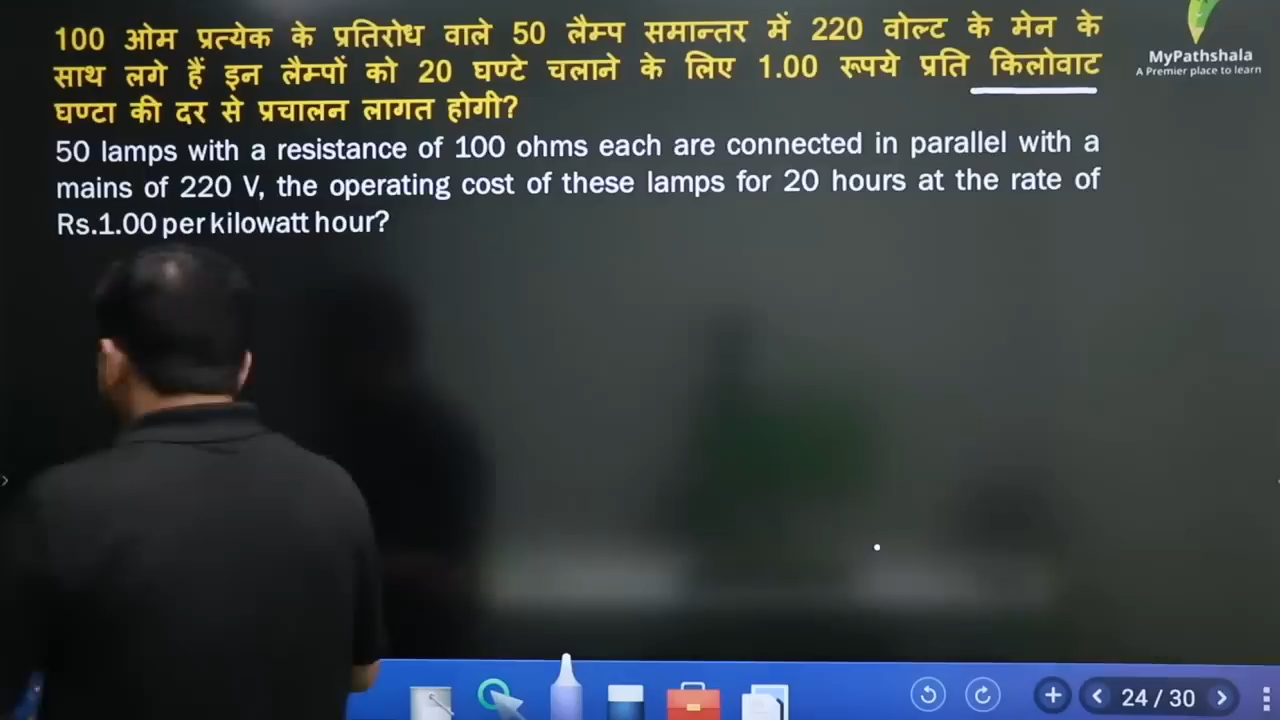 100 ओम प्रत्येक के प्रतिरोध वाले 50 लैम्प समान्तर में 220 वोल्ट के मेन के
साथ लगे हैं इन लैम्पों को 20 घण्टे चलाने के लिए 1.00 रूपये प्रति किलोवाट
घण्टा की दर से प्रचालन लागत होगी?
50 lamps with a resistance of 100 ohms each are connected in parallel with a
mains of 220 V, the operating cost of these lamps for 20 hours at the rate of
Rs.1.00 per kilowatt hour?
MyPathshala
A Premier place to learn
24 / 30